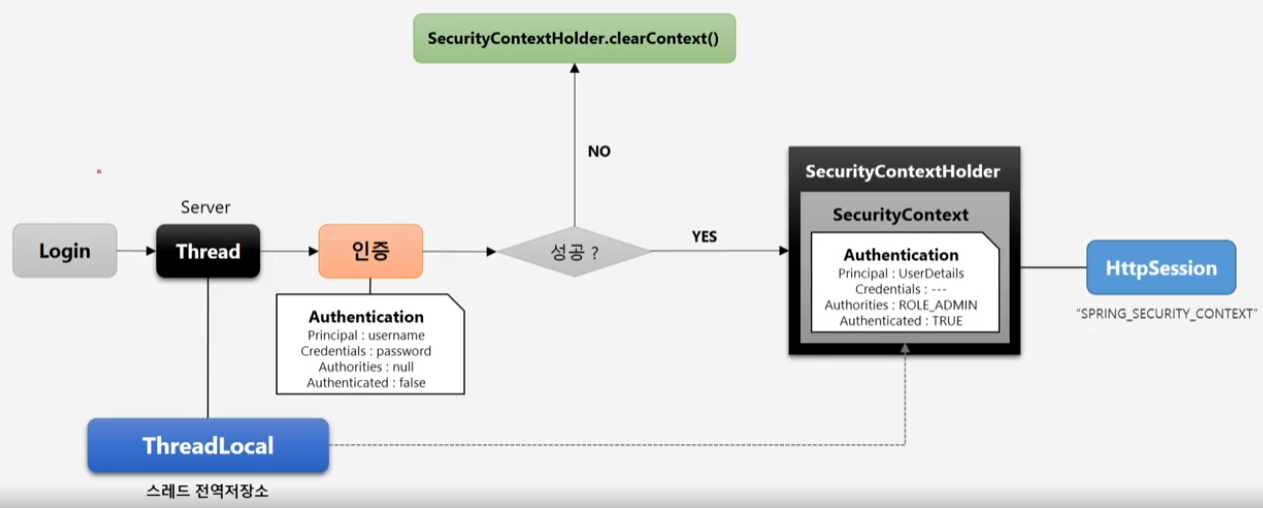 SecurityContextHolder.clearContext()
NO
Server
Login
Thread
인증
성공 ?
YES
Authentication
Principal : username
Credentials : password
Authorities : null
Authenticated : false
SecurityContextHolder
SecurityContext
Authentication
Principal : UserDetails
Credentials : ---
Authorities : ROLE_ADMIN
Authenticated : TRUE
HttpSession
"SPRING_SECURITY_CONTEXT"
ThreadLocal
스레드 전역저장소